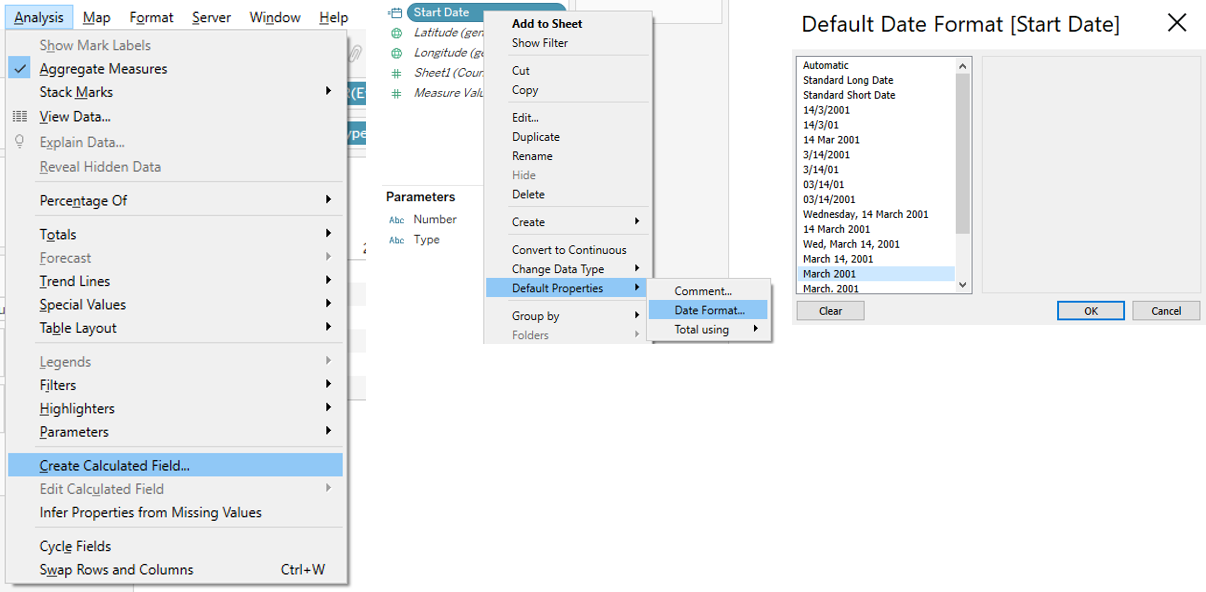 Analysis Map Format Server Window Help
Show Mark Labels
Aggregate Measures
Stack Marks
View Data...
Explain Data...
Reveal Hidden Data
Percentage Of
Totals
Forecast
Trend Lines
Special Values
Table Layout
Legends
Filters
Highlighters
Parameters
Create Calculated Field...
Edit Calculated Field
Infer Properties from Missing Values
Cycle Fields
Swap Rows and Columns Ctrl+W
Start Date
Latitude (gen
Longitude (ge
Sheet1 (Coun
Measure Valu
Parameters
Abc Number
Abc Type
Add to Sheet
Show Filter
Cut
Copy
Edit...
Duplicate
Rename
Hide
Delete
Create
Convert to Continuous
Change Data Type
Default Properties
Group by
Folders
Comment...
Date Format...
Total using
Default Date Format [Start Date]
Automatic
Standard Long Date
Standard Short Date
14/3/2001
14/3/01
14 Mar 2001
3/14/2001
3/14/01
03/14/01
03/14/2001
Wednesday, 14 March 2001
14 March 2001
Wed, March 14, 2001
March 14, 2001
March 2001
March. 2001
Clear
OK
Cancel